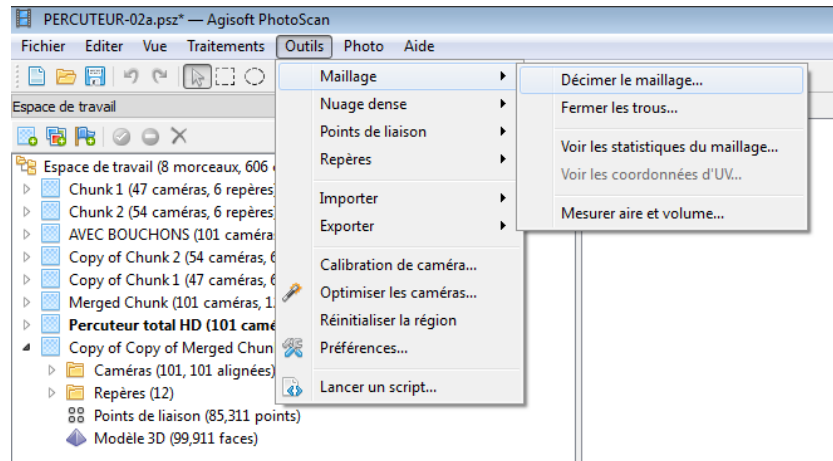 PERCUTEUR-02a.psz* — Agisoft PhotoScan
Fichier Editer Vue Traitements Outils Photo Aide
Espace de travail
Espace de travail (8 morceaux, 606
Chunk 1 (47 caméras, 6 repères
Chunk 2 (54 caméras, 6 repères
AVEC BOUCHONS (101 caméra
Copy of Chunk 2 (54 caméras, 6
Copy of Chunk 1 (47 caméras, 6
Merged Chunk (101 caméras, 1
Percuteur total HD (101 camé
Copy of Copy of Merged Chun
Caméras (101, 101 alignées)
Repères (12)
Points de liaison (85,311 points)
Modèle 3D (99,911 faces)
Maillage
Nuage dense
Points de liaison
Repères
Importer
Exporter
Calibration de caméra...
Optimiser les caméras...
Réinitialiser la région
Préférences...
Lancer un script...
Décimer le maillage...
Fermer les trous...
Voir les statistiques du maillage...
Voir les coordonnées d'UV...
Mesurer aire et volume...